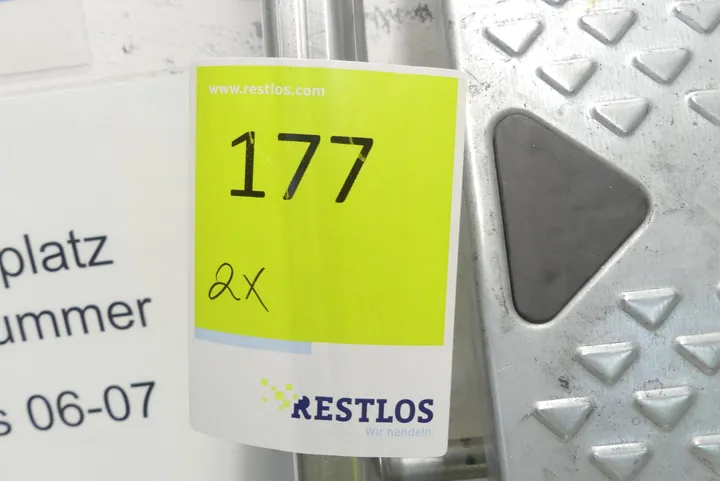 www.restlos.com
177
2x
RESTLOS
Wir handeln.
platz
ummer
s 06-07